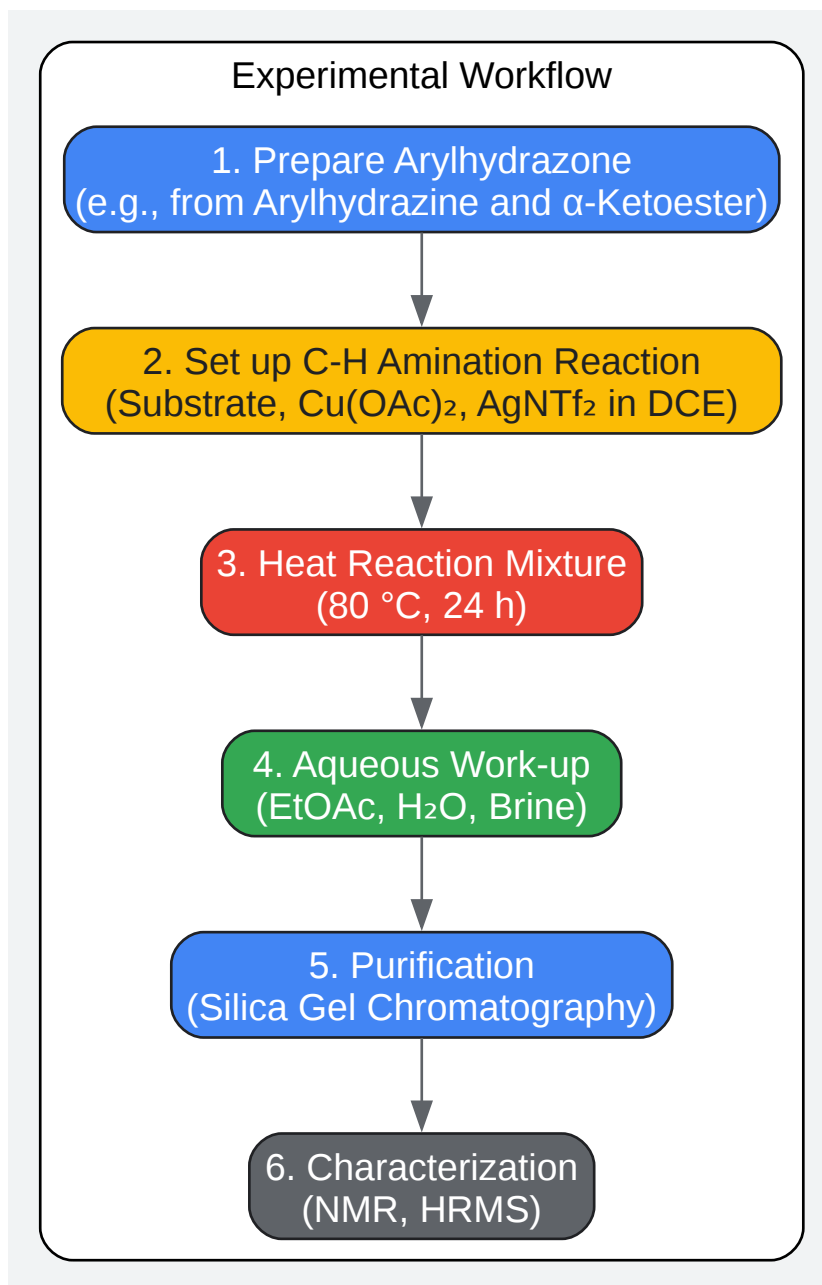 Experimental Workflow
1. Prepare Arylhydrazone
(e.g., from Arylhydrazine and α-Ketoester)
2. Set up C-H Amination Reaction
(Substrate, Cu(OAc)₂, AgNTf₂ in DCE)
3. Heat Reaction Mixture
(80 °C, 24 h)
4. Aqueous Work-up
(EtOAc, H₂O, Brine)
5. Purification
(Silica Gel Chromatography)
6. Characterization
(NMR, HRMS)